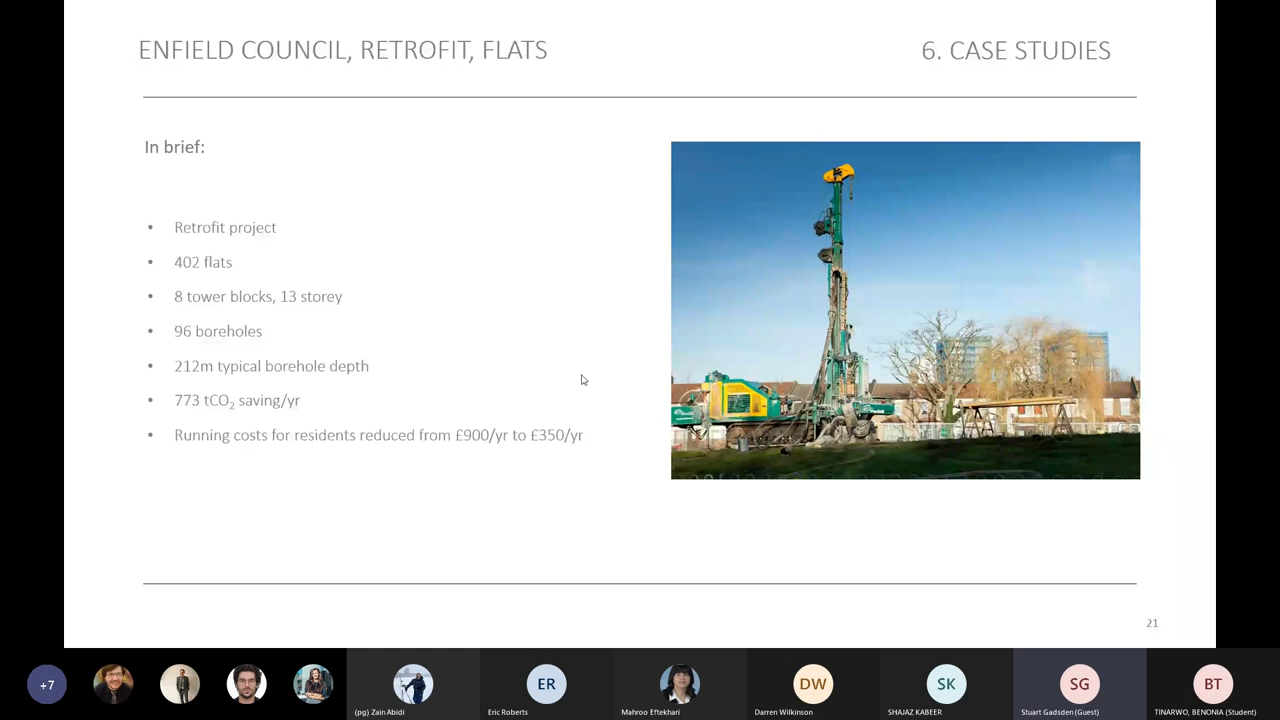 ENFIELD COUNCIL, RETROFIT, FLATS
6. CASE STUDIES
In brief:
• Retrofit project
• 402 flats
• 8 tower blocks, 13 storey
• 96 boreholes
• 212m typical borehole depth
• 773 tCO₂ saving/yr
• Running costs for residents reduced from £900/yr to £350/yr
21
+7
(pg) Zain Abidi
ER
Eric Roberts
Mahroo Eftekhari
DW
Darren Wilkinson
SK
SHAJAZ KABEER
SG
Stuart Gadsden (Guest)
BT
TINARWO, BENONIA (Student)